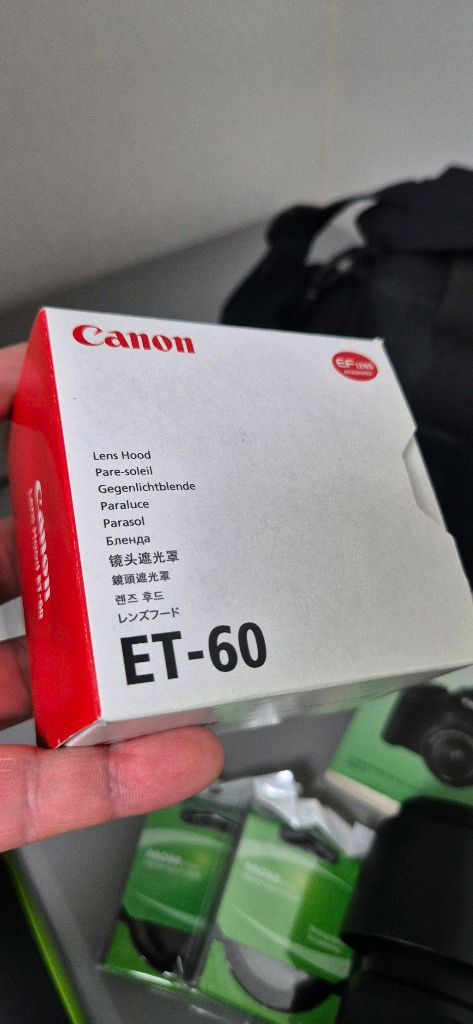 Canon
EF LENS
ACCESSORIES
Lens Hood
Pare-soleil
Gegenlichtblende
Paraluce
Parasol
Бленда
镜头遮光罩
鏡頭遮光罩
렌즈 후드
レンズフード
ET-60
Canon